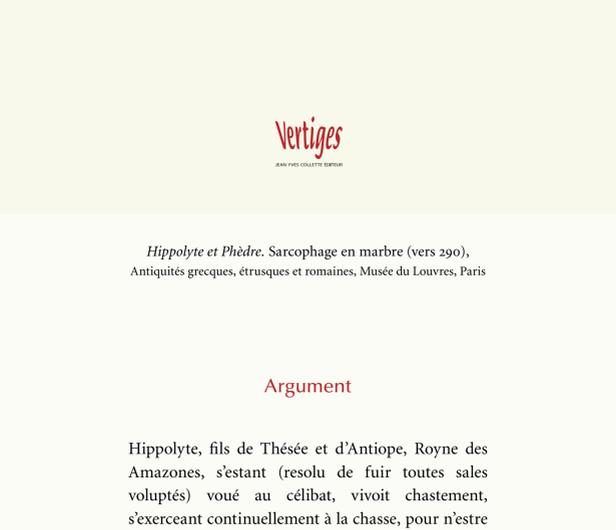 Vertiges
JEAN YVES COLLETTE ÉDITEUR
Hippolyte et Phèdre. Sarcophage en marbre (vers 290),
Antiquités grecques, étrusques et romaines, Musée du Louvres, Paris
Argument
Hippolyte, fils de Thésée et d’Antiope, Royne des
Amazones, s’estant (resolu de fuir toutes sales
voluptés) voué au célibat, vivoit chastement,
s’exerceant continuellement à la chasse, pour n’estre